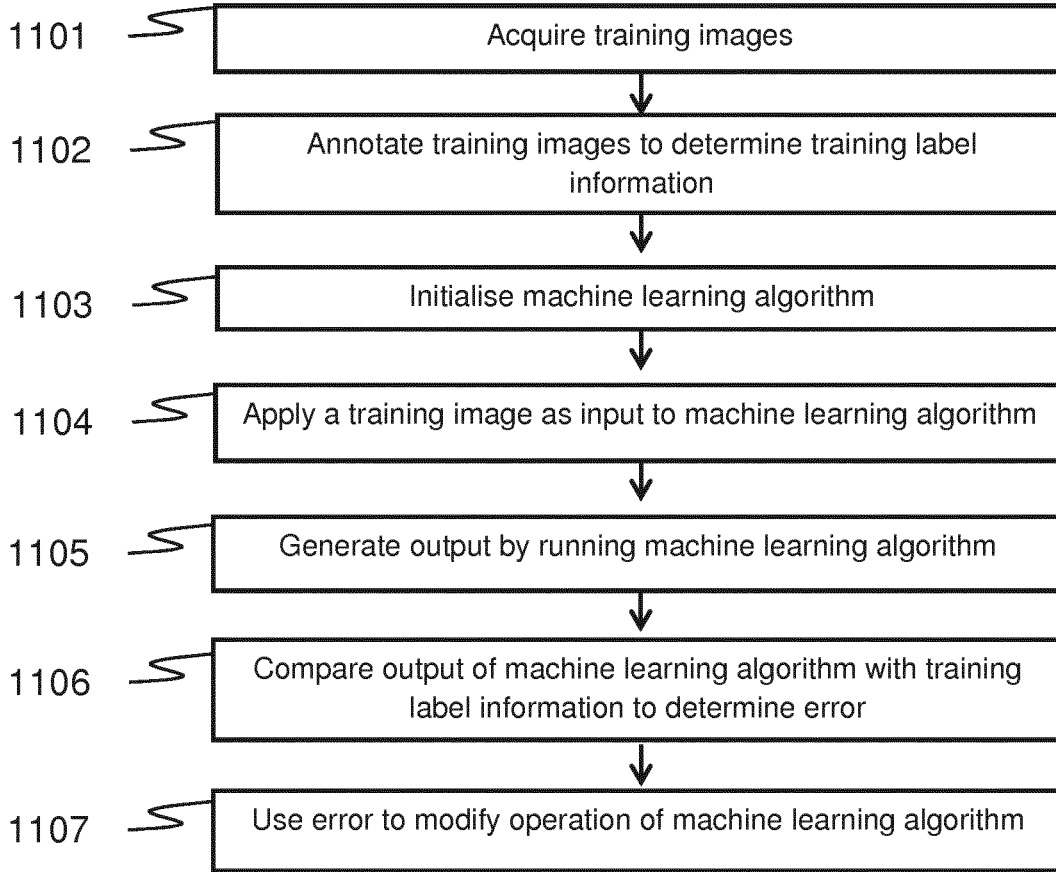 1101 Acquire training images
1102 Annotate training images to determine training label
information
1103 Initialise machine learning algorithm
1104 Apply a training image as input to machine learning algorithm
1105 Generate output by running machine learning algorithm
1106 Compare output of machine learning algorithm with training
label information to determine error
1107 Use error to modify operation of machine learning algorithm